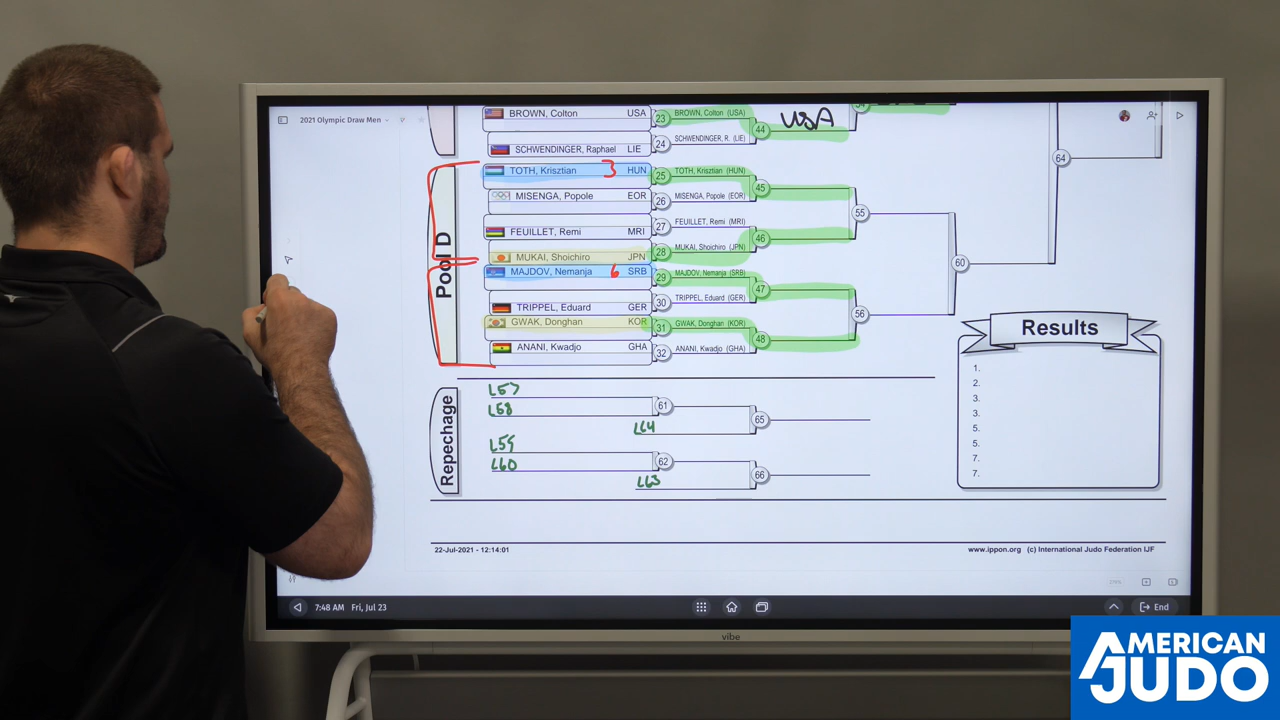 2021 Olympic Draw Men
BROWN, Colton USA
23
BROWN, Colton (USA)
44
USA
SCHWENDINGER, Raphael LIE
24
SCHWENDINGER, R. (LIE)
64
Pool D
TOTH, Krisztian 3 HUN
25
TOTH, Krisztian (HUN)
45
MISENGA, Popole EOR
26
MISENGA, Popole (EOR)
55
FEUILLET, Remi MRI
27
FEUILLET, Remi (MRI)
46
MUKAI, Shoichiro JPN
28
MUKAI, Shoichiro (JPN)
60
MAJDOV, Nemanja 6 SRB
29
MAJDOV, Nemanja (SRB)
47
TRIPPEL, Eduard GER
30
TRIPPEL, Eduard (GER)
56
GWAK, Donghan KOR
31
GWAK, Donghan (KOR)
48
ANANI, Kwadjo GHA
32
ANANI, Kwadjo (GHA)
Results
1.
2.
3.
3.
5.
5.
7.
7.
Repechage
L57
L58
61
L64
65
L59
L60
62
L63
66
22-Jul-2021 - 12:14:01
www.ippon.org (c) International Judo Federation IJF
7:48 AM Fri, Jul 23
End
vibe
AMERICAN
JUDO